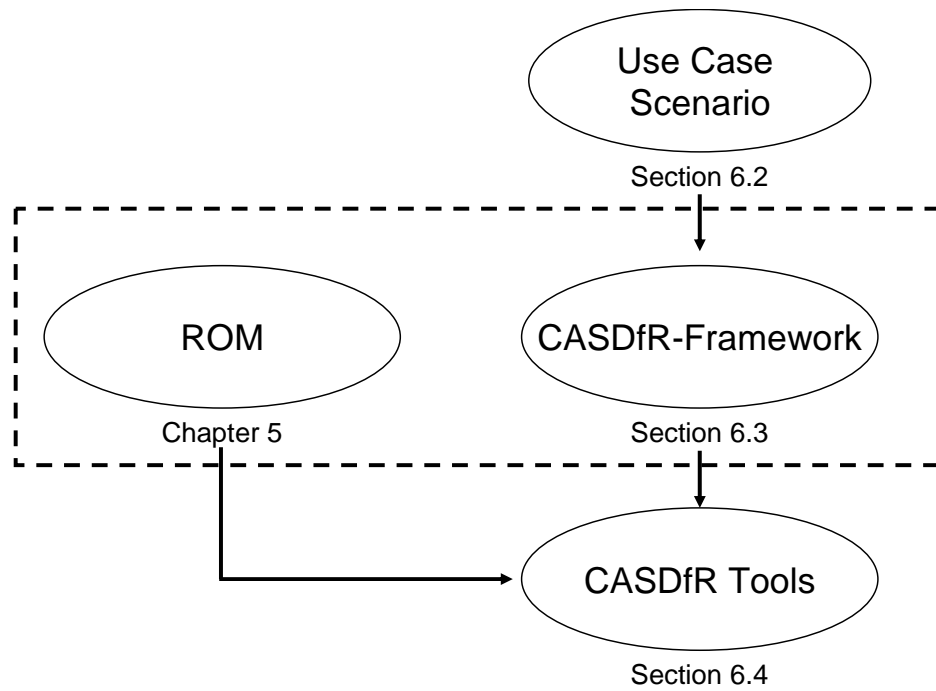 Use Case
Scenario
Section 6.2
ROM
CASDfR-Framework
Chapter 5
Section 6.3
CASDfR Tools
Section 6.4